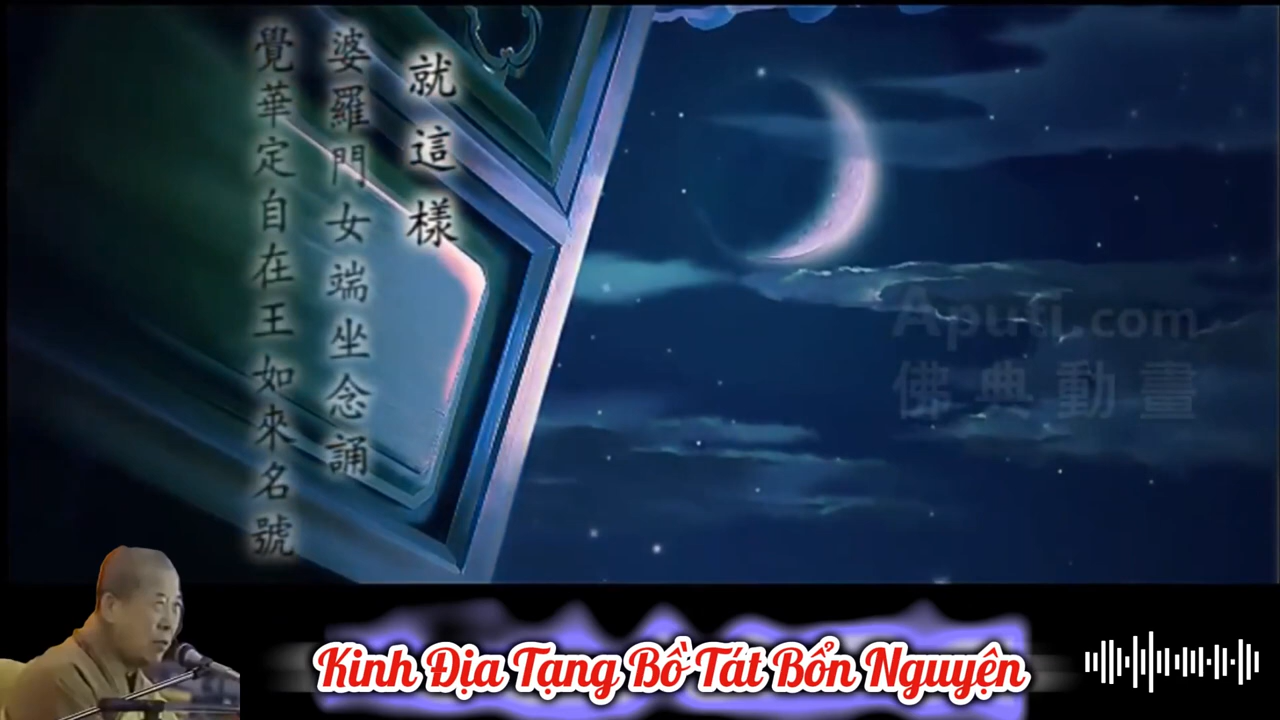 就這樣
婆羅門女端坐念誦
覺華定自在王如來名號
Apufi.com
佛典動畫
Kinh Địa Tạng Bồ Tát Bổn Nguyện